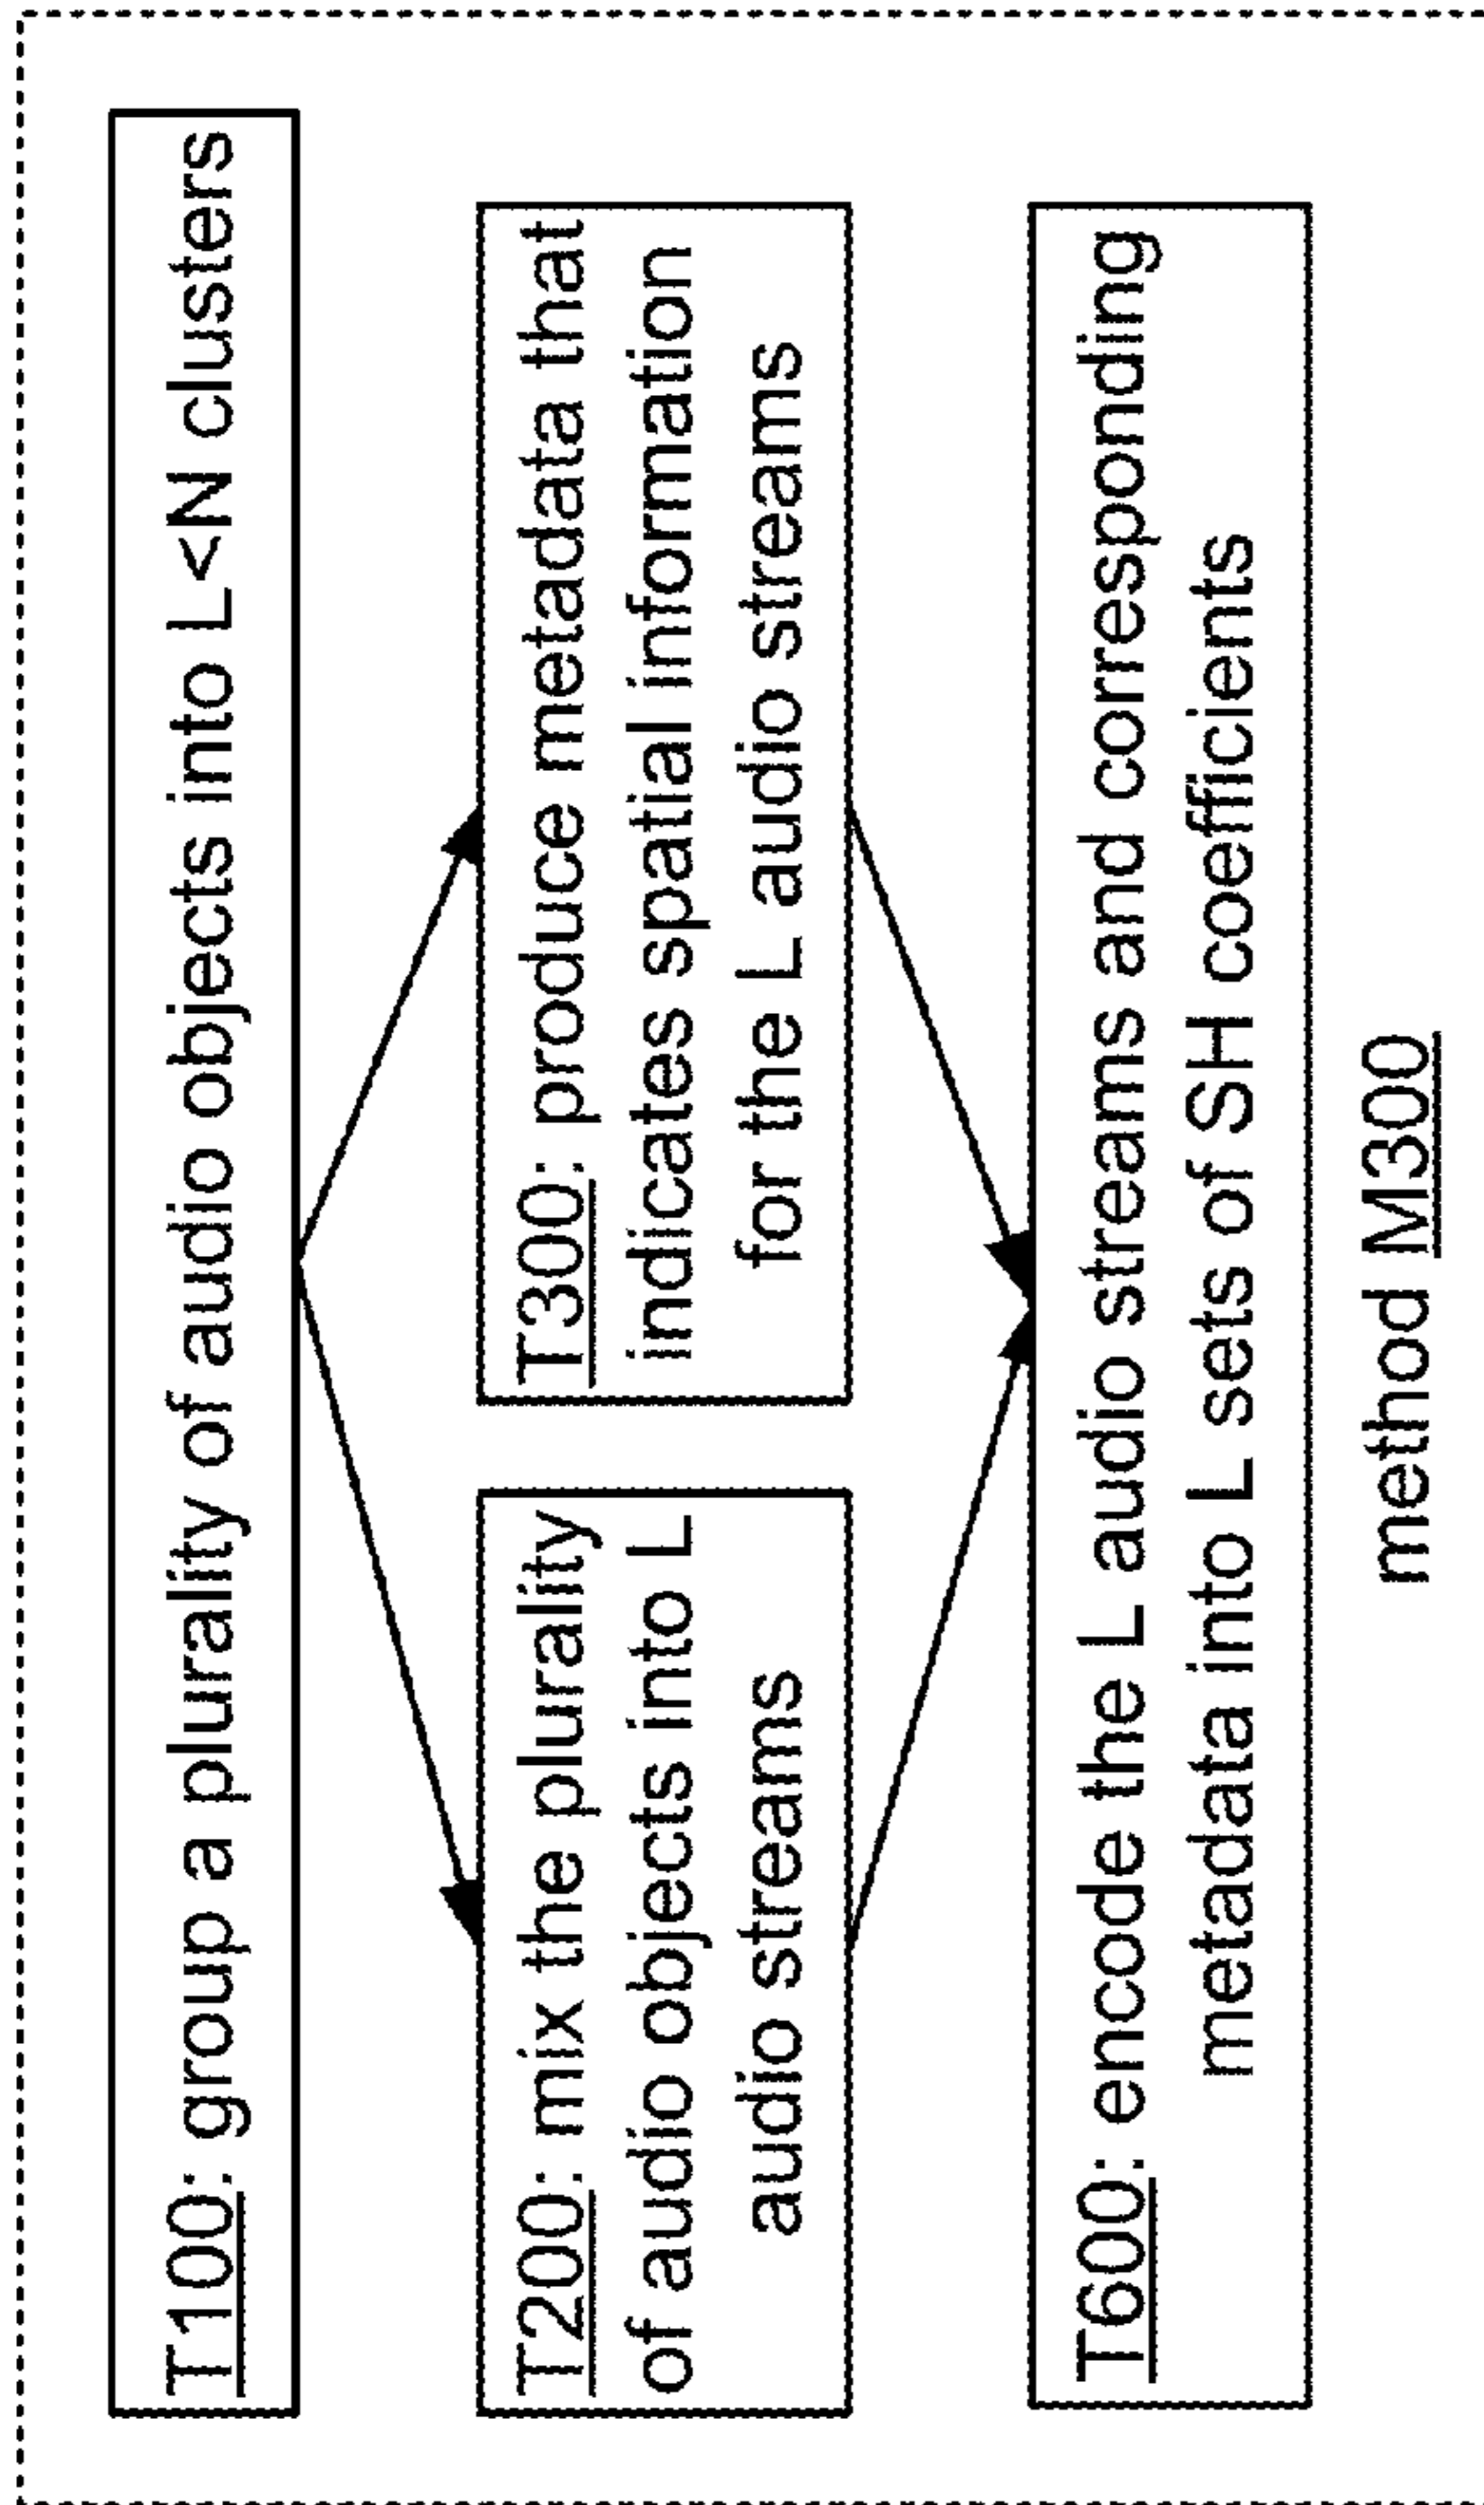 T100: group a plurality of audio objects into L<N clusters
T200: mix the plurality
of audio objects into L
audio streams
T300: produce metadata that
indicates spatial information
for the L audio streams
T600: encode the L audio streams and corresponding
metadata into L sets of SH coefficients
method M300